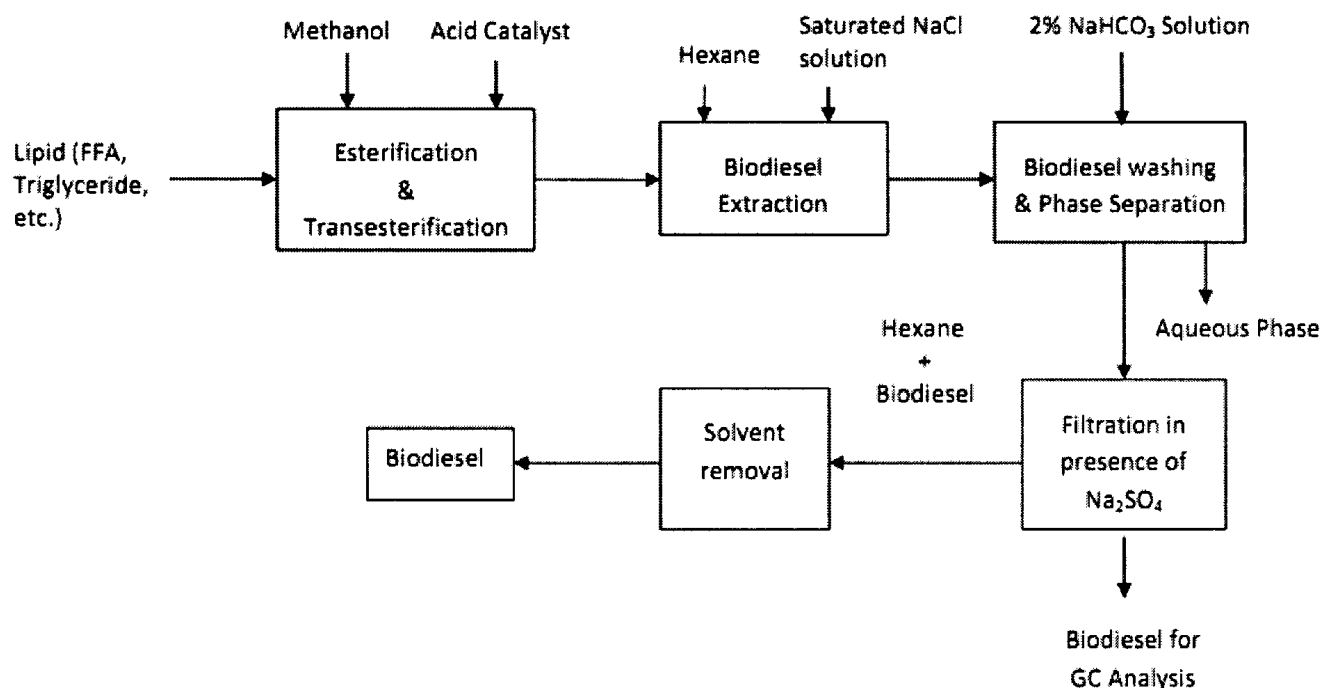 Methanol
Acid Catalyst
Hexane
Saturated NaCl
solution
2% NaHCO₃ Solution
Lipid (FFA,
Triglyceride,
etc.)
Esterification
&
Transesterification
Biodiesel
Extraction
Biodiesel washing
& Phase Separation
Aqueous Phase
Hexane
+
Biodiesel
Filtration in
presence of
Na₂SO₄
Solvent
removal
Biodiesel
Biodiesel for
GC Analysis